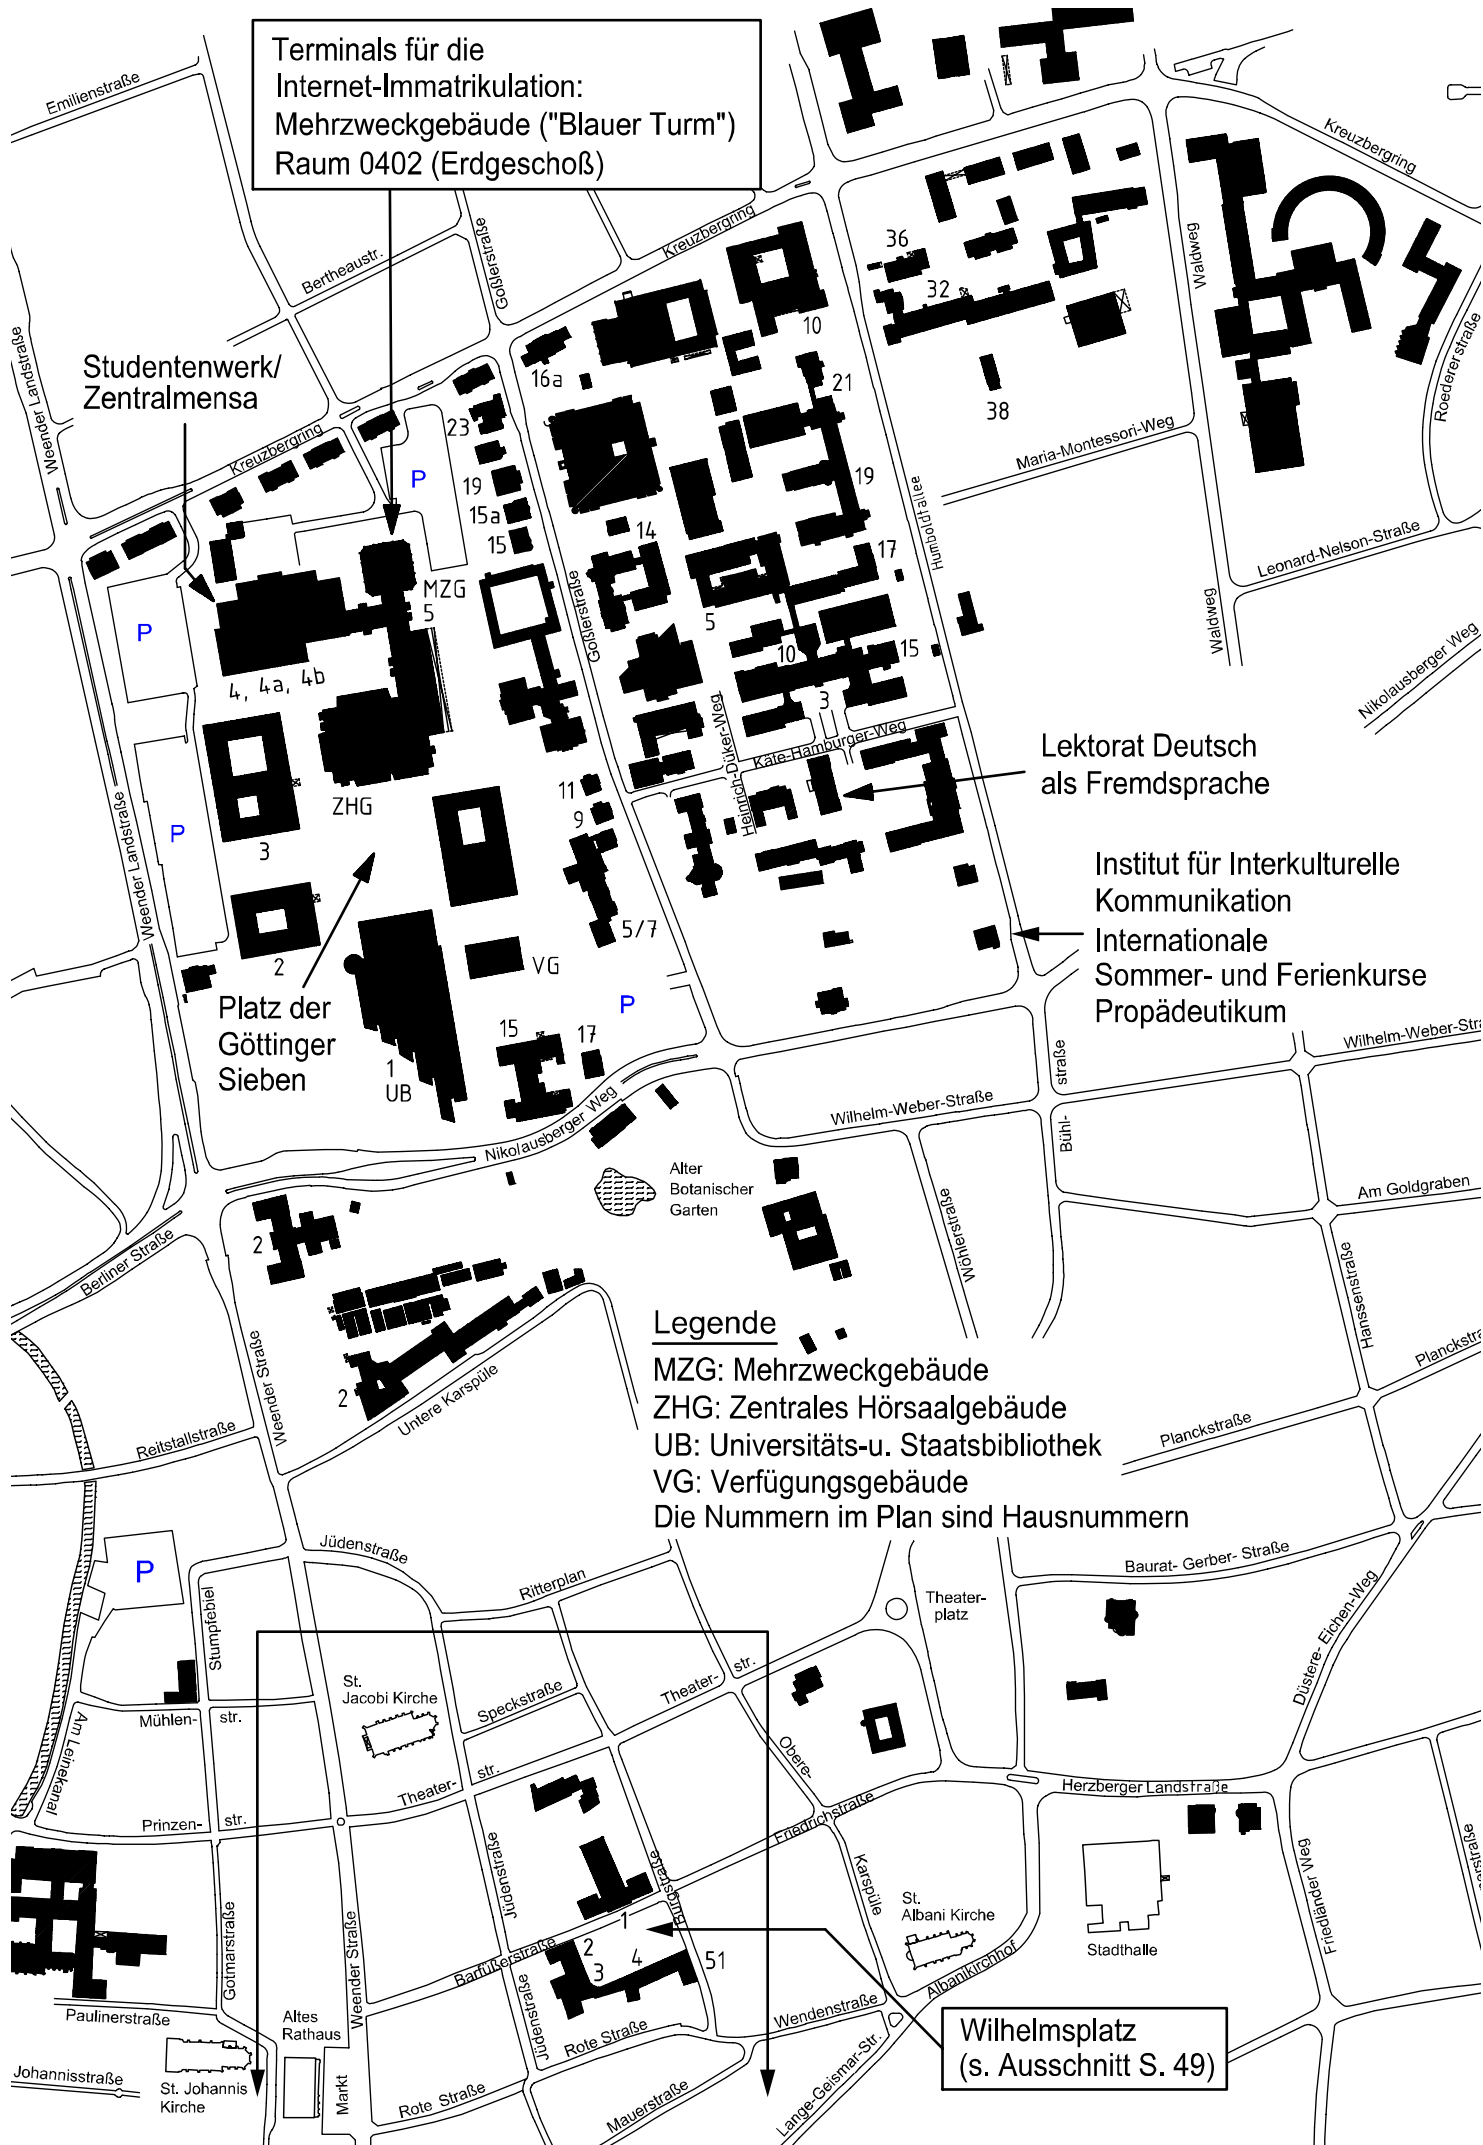 Terminals für die
Internet-Immatrikulation:
Mehrzweckgebäude ("Blauer Turm")
Raum 0402 (Erdgeschoß)
Emilienstraße
Kreuzbergring
Kreuzbergring
Goßlerstraße
Bertheaustr.
Waldweg
36
32
10
Weender Landstraße
Studentenwerk/
Zentralmensa
16a
21
38
Roedererstraße
23
Kreuzbergring
P
Maria-Montessori-Weg
19
19
15a
15
14
17
Humboldtallee
Leonard-Nelson-Straße
MZG
5
P
Goßlerstraße
5
10
15
Waldweg
Nikolausberger Weg
4, 4a, 4b
3
Heinrich-Düker-Weg
Käte-Hamburger-Weg
Lektorat Deutsch
als Fremdsprache
ZHG
11
9
P
3
Weender Landstraße
Institut für Interkulturelle
Kommunikation
Internationale
Sommer- und Ferienkurse
Propädeutikum
5/7
2
VG
Platz der
Göttinger
Sieben
P
15
17
1
UB
straße
Bühl-
Wilhelm-Weber-Stra
Wilhelm-Weber-Straße
Nikolausberger Weg
Alter
Botanischer
Garten
Am Goldgraben
Wöhlerstraße
2
Berliner Straße
Hanssenstraße
Legende
MZG: Mehrzweckgebäude
ZHG: Zentrales Hörsaalgebäude
UB: Universitäts-u. Staatsbibliothek
VG: Verfügungsgebäude
Die Nummern im Plan sind Hausnummern
Planckstra
Weender Straße
2
Untere Karspüle
Reitstallstraße
Planckstraße
Jüdenstraße
P
Ritterplan
Baurat- Gerber- Straße
Stumpfebiel
Theater-
platz
Düstere- Eichen-Weg
St.
Jacobi Kirche
Speckstraße
Theater-
str.
Mühlen-
str.
Am Leinekanal
Obere-
Karspüle
Theater-
str.
Herzberger Landstraße
Prinzen-
str.
Friedrichstraße
Jüdenstraße
Burgstraße
Friedländer Weg
St.
Albani Kirche
Stadthalle
Gotmarstraße
Weender Straße
Barfüßerstraße
1
2
3
4
51
Albanikirchhof
Paulinerstraße
Altes
Rathaus
Jüdenstraße
Rote Straße
Wendenstraße
Wilhelmsplatz
(s. Ausschnitt S. 49)
Johannisstraße
St. Johannis
Kirche
Markt
Rote Straße
Mauerstraße
Lange-Geismar-Str.